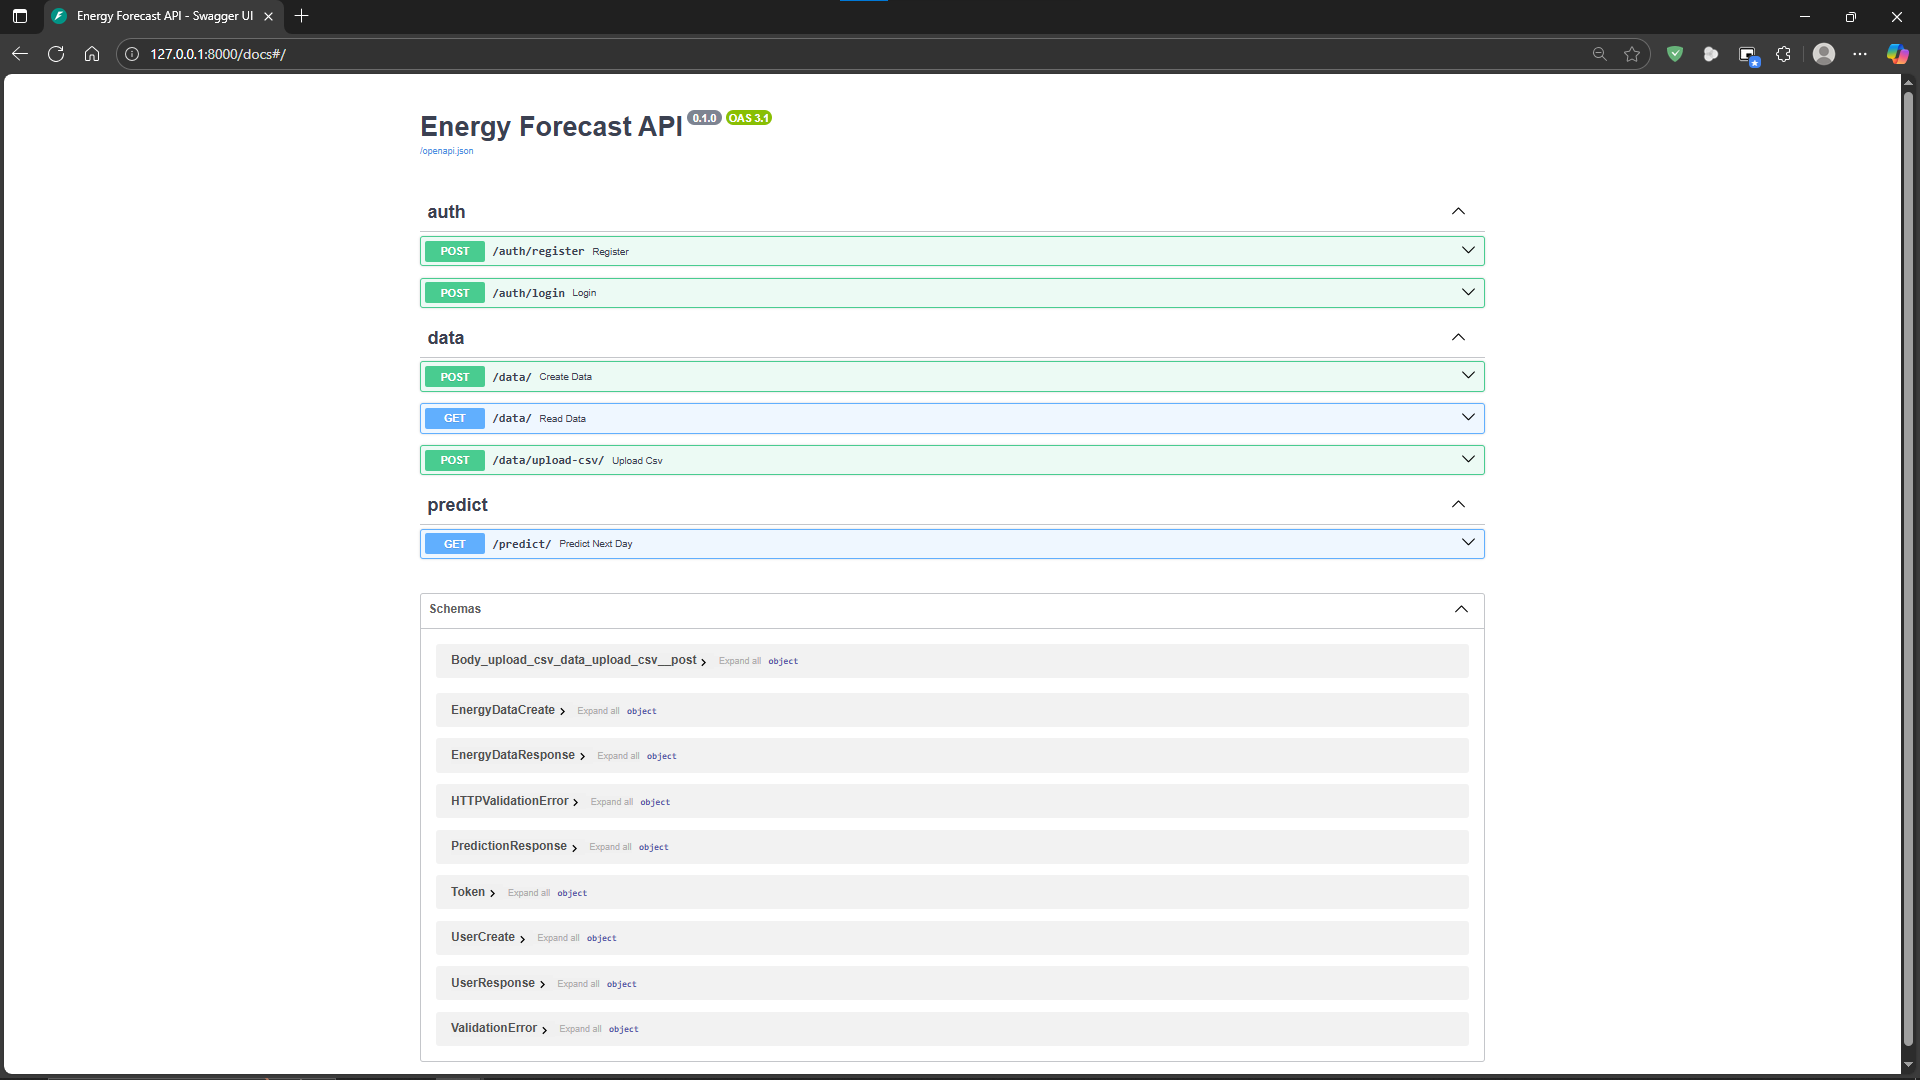 Energy Forecast API - Swagger UI
127.0.0.1:8000/docs#/
Energy Forecast API 0.1.0 OAS 3.1
/openapi.json
auth
POST /auth/register Register
POST /auth/login Login
data
POST /data/ Create Data
GET /data/ Read Data
POST /data/upload-csv/ Upload Csv
predict
GET /predict/ Predict Next Day
Schemas
Body_upload_csv_data_upload_csv__post Expand all object
EnergyDataCreate Expand all object
EnergyDataResponse Expand all object
HTTPValidationError Expand all object
PredictionResponse Expand all object
Token Expand all object
UserCreate Expand all object
UserResponse Expand all object
ValidationError Expand all object